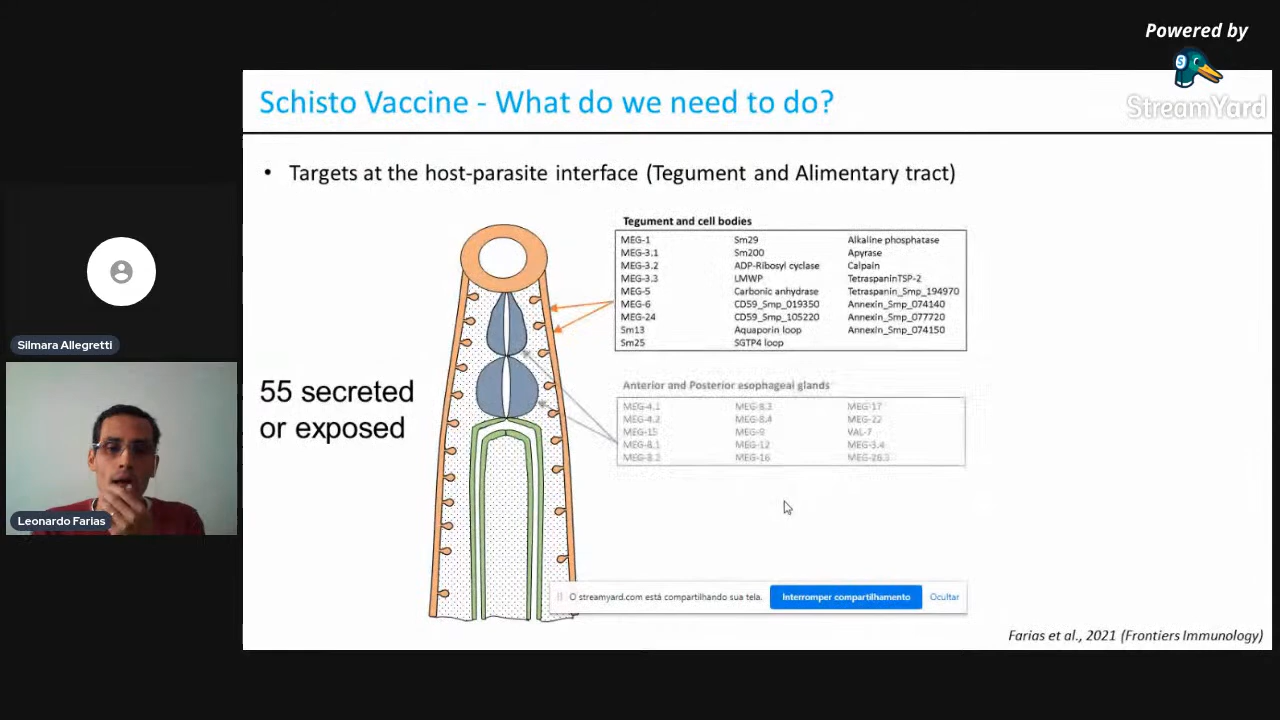 Powered by
StreamYard
Schisto Vaccine - What do we need to do?
• Targets at the host-parasite interface (Tegument and Alimentary tract)
Tegument and cell bodies
MEG-1 Sm29 Alkaline phosphatase
MEG-3.1 Sm200 Apyrase
MEG-3.2 ADP-Ribosyl cyclase Calpain
MEG-3.3 LMWP TetraspaninTSP-2
MEG-5 Carbonic anhydrase Tetraspanin_Smp_194970
MEG-6 CD59_Smp_019350 Annexin_Smp_074140
MEG-24 CD59_Smp_105220 Annexin_Smp_077720
Sm13 Aquaporin loop Annexin_Smp_074150
Sm25 SGTP4 loop
Silmara Allegretti
55 secreted
or exposed
Anterior and Posterior esophageal glands
MEG-4.1 MEG-8.3 MEG-17
MEG-4.2 MEG-8.4 MEG-22
MEG-15 MEG-9 VAL-7
MEG-8.1 MEG-12 MEG-3.4
MEG-8.2 MEG-16
Leonardo Farias
O streamyard.com está compartilhando sua tela. Interromper compartilhamento Ocultar
Farias et al., 2021 (Frontiers Immunology)